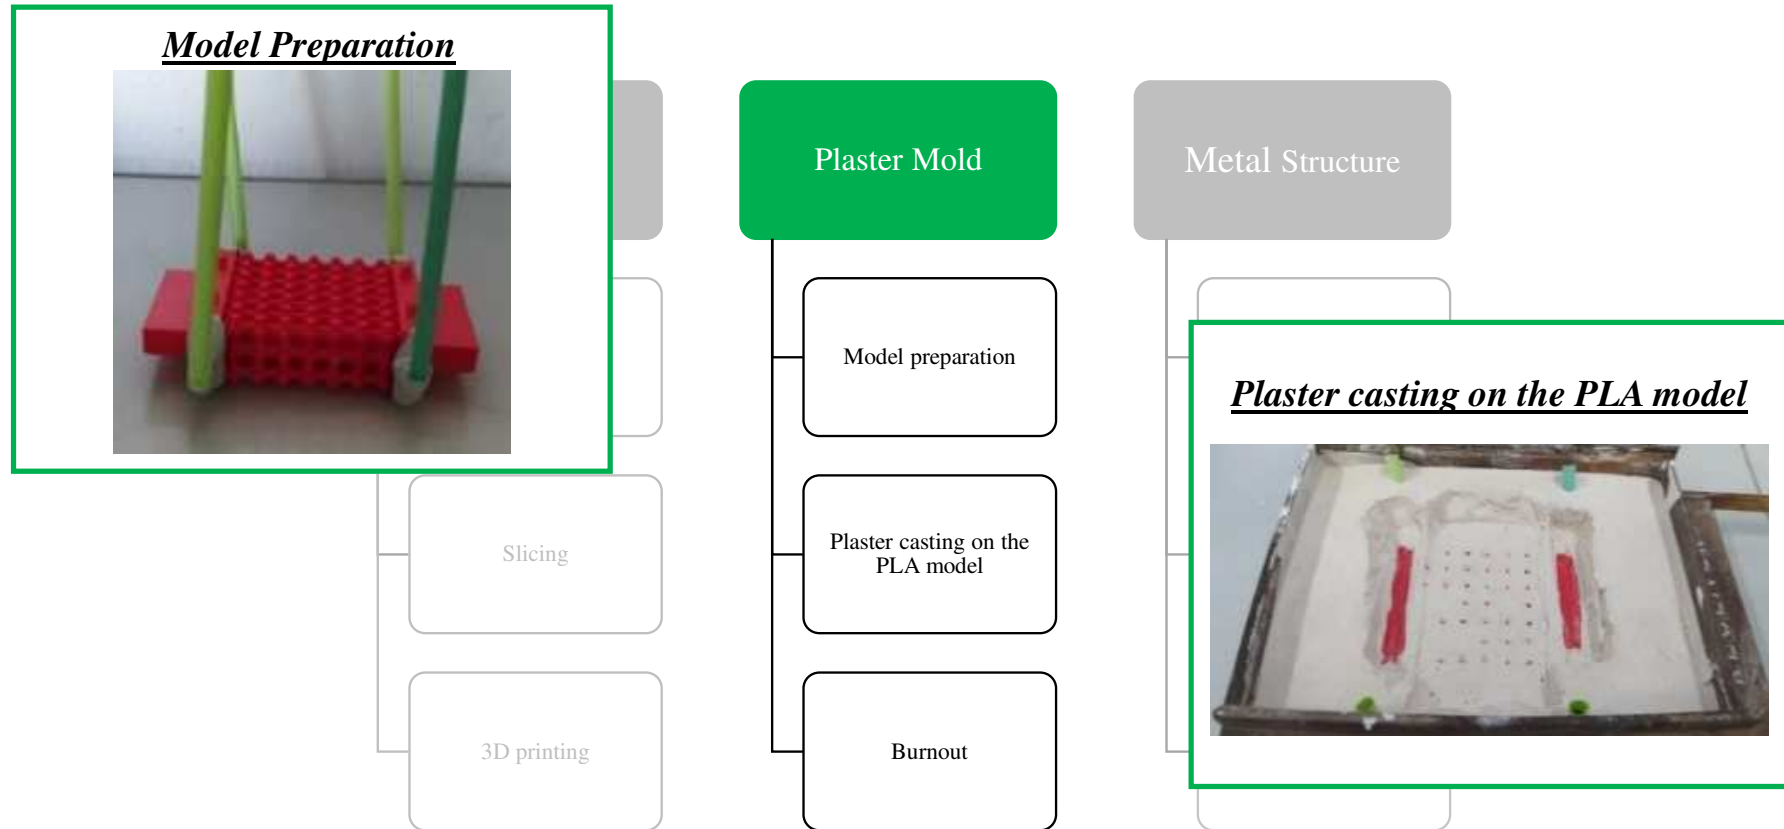 Model Preparation
Plaster Mold
Metal Structure
Model preparation
Plaster casting on the PLA model
Slicing
Plaster casting on the
PLA model
3D printing
Burnout